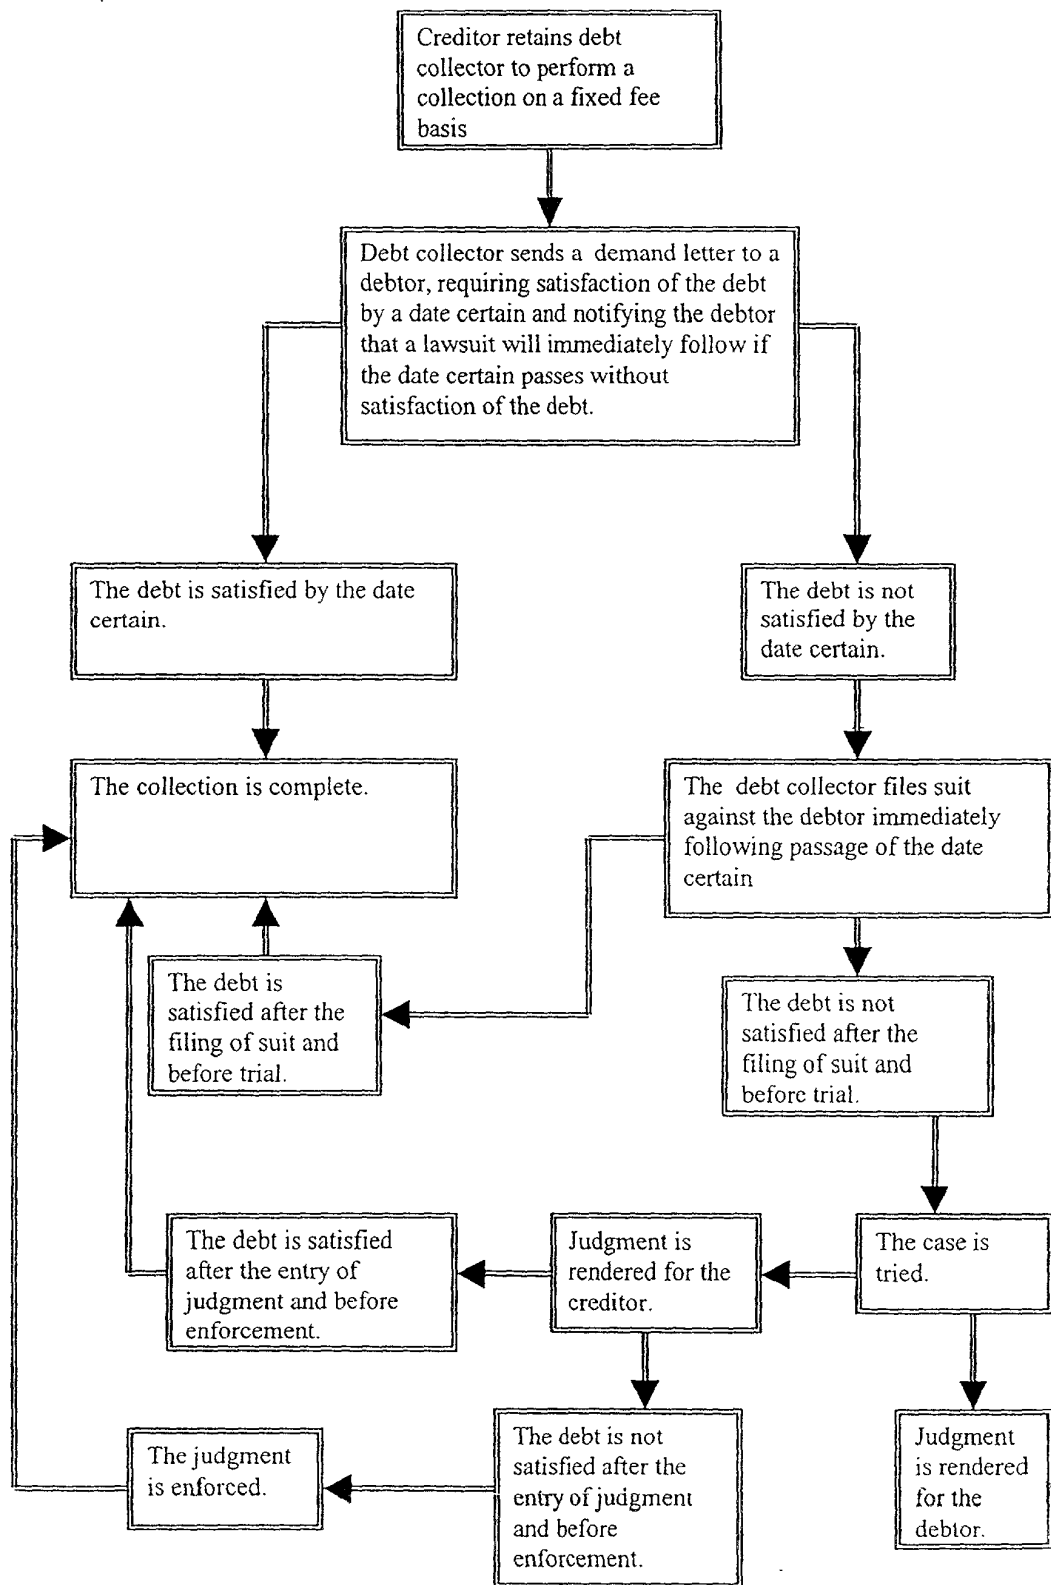 Creditor retains debt
collector to perform a
collection on a fixed fee
basis
Debt collector sends a demand letter to a
debtor, requiring satisfaction of the debt
by a date certain and notifying the debtor
that a lawsuit will immediately follow if
the date certain passes without
satisfaction of the debt.
The debt is satisfied by the date
certain.
The debt is not
satisfied by the
date certain.
The collection is complete.
The debt collector files suit
against the debtor immediately
following passage of the date
certain
The debt is
satisfied after the
filing of suit and
before trial.
The debt is not
satisfied after the
filing of suit and
before trial.
The debt is satisfied
after the entry of
judgment and before
enforcement.
Judgment is
rendered for the
creditor.
The case is
tried.
The judgment
is enforced.
The debt is not
satisfied after the
entry of judgment
and before
enforcement.
Judgment
is rendered
for the
debtor.